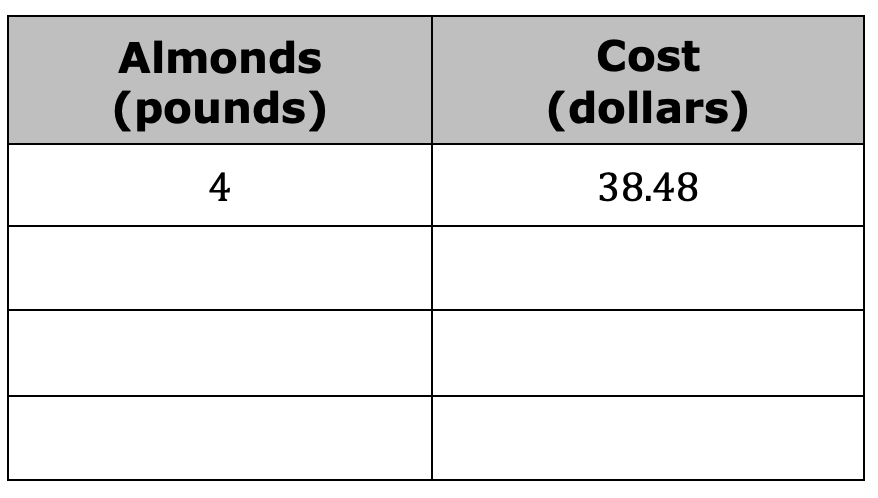 Almonds
(pounds)
Cost
(dollars)
4
38.48